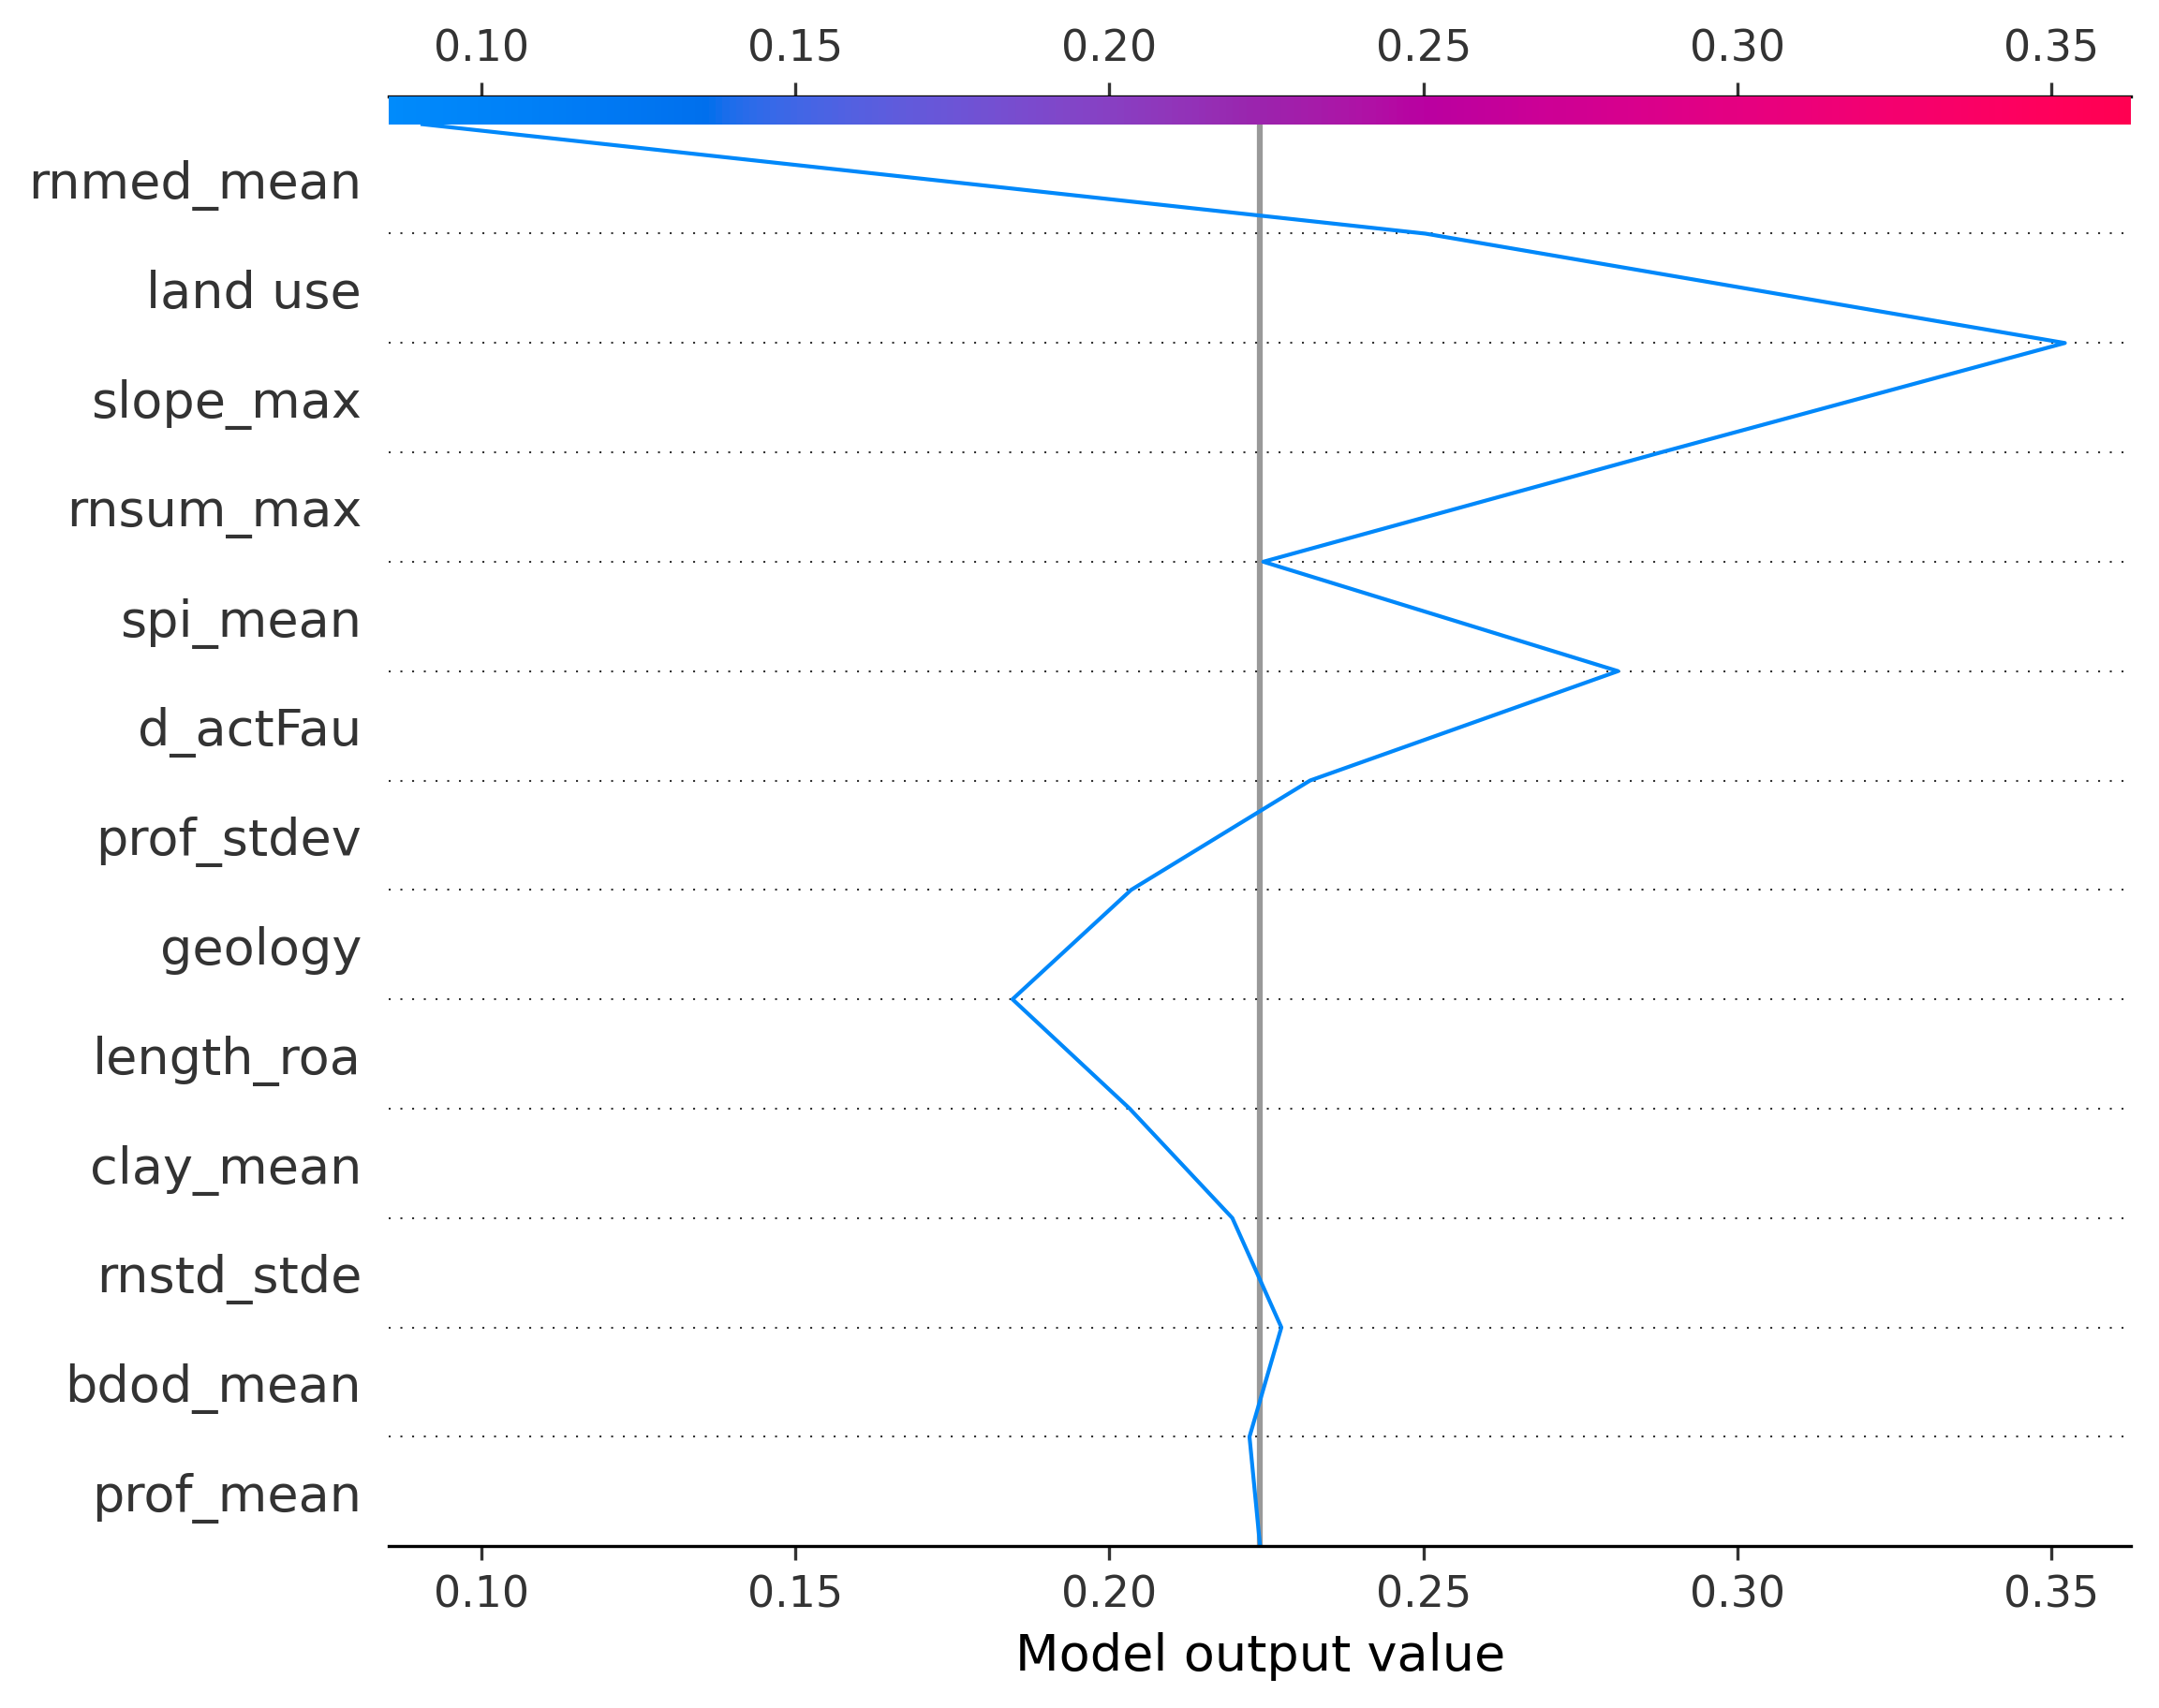 0.10 0.15 0.20 0.25 0.30 0.35
rnmed_mean
land use
slope_max
rnsum_max
spi_mean
d_actFau
prof_stdev
geology
length_roa
clay_mean
rnstd_stde
bdod_mean
prof_mean
0.10 0.15 0.20 0.25 0.30 0.35
Model output value